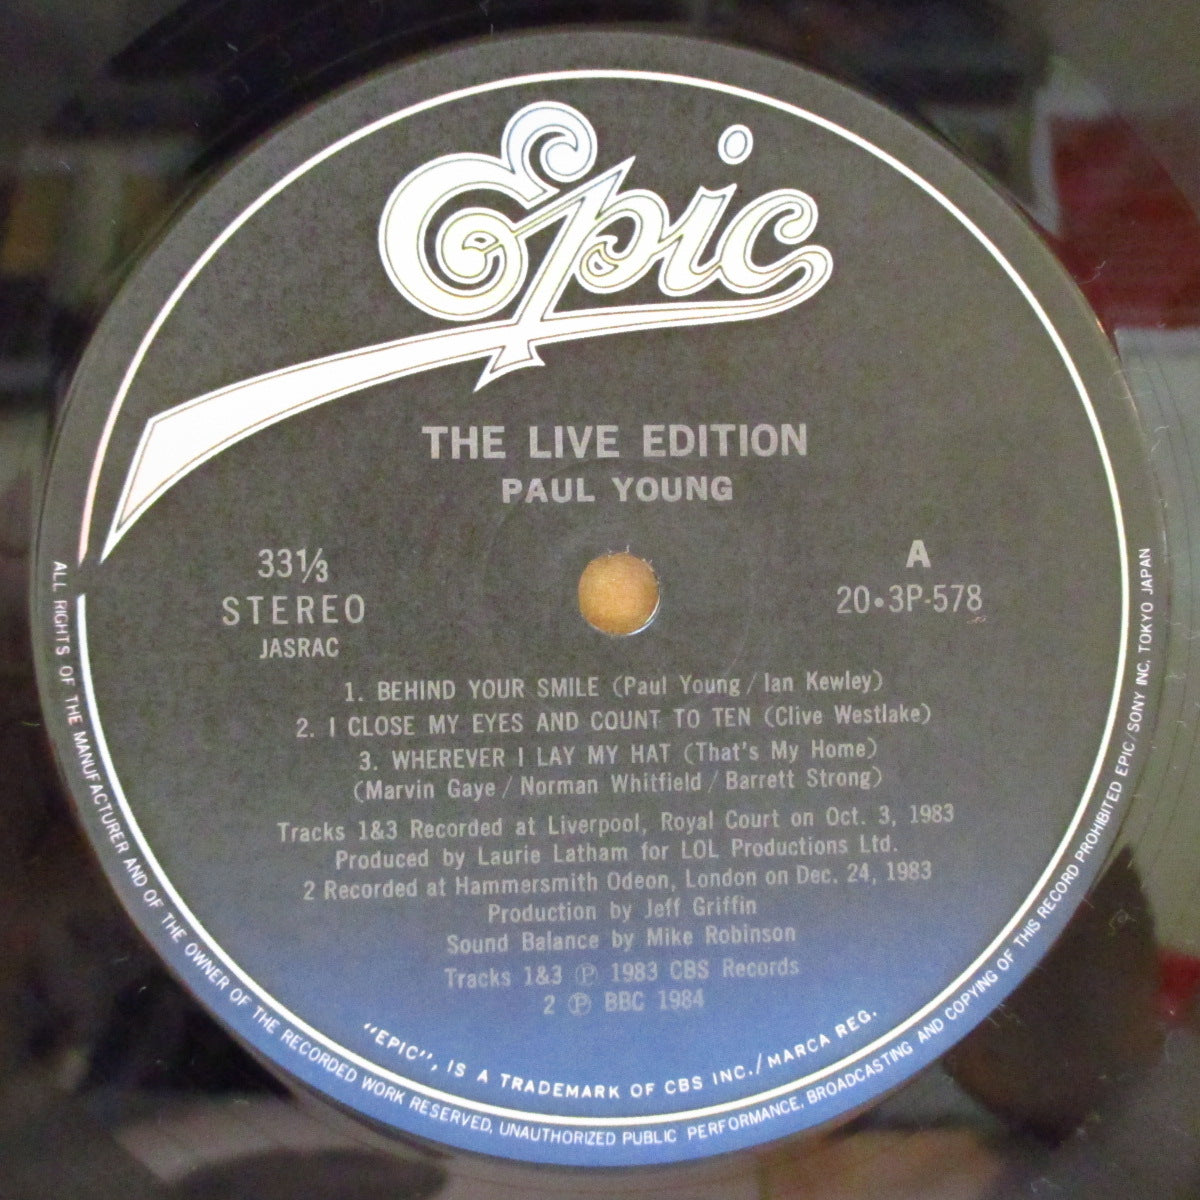 Epic
THE LIVE EDITION
PAUL YOUNG
33⅓
STEREO
JASRAC
A
20•3P-578
1. BEHIND YOUR SMILE (Paul Young/Ian Kewley)
2. I CLOSE MY EYES AND COUNT TO TEN (Clive Westlake)
3. WHEREVER I LAY MY HAT (That's My Home)
(Marvin Gaye/Norman Whitfield/Barrett Strong)
Tracks 1&3 Recorded at Liverpool, Royal Court on Oct. 3, 1983
Produced by Laurie Latham for LOL Productions Ltd.
2 Recorded at Hammersmith Odeon, London on Dec. 24, 1983
Production by Jeff Griffin
Sound Balance by Mike Robinson
Tracks 1&3 ℗ 1983 CBS Records
2 ℗ BBC 1984
"EPIC", IS A TRADEMARK OF CBS INC./MARCA REG.
ALL RIGHTS OF THE MANUFACTURER AND OF THE OWNER OF THE RECORDED WORK RESERVED, UNAUTHORIZED PUBLIC PERFORMANCE, BROADCASTING AND COPYING OF THIS RECORD PROHIBITED EPIC/SONY INC. TOKYO JAPAN